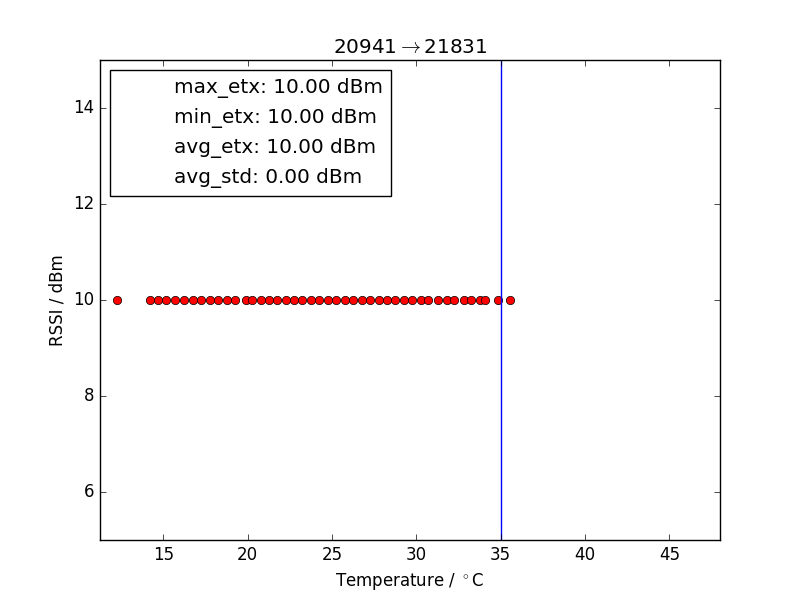 20941→21831
max_etx: 10.00 dBm
min_etx: 10.00 dBm
avg_etx: 10.00 dBm
avg_std: 0.00 dBm
14
12
10
8
6
RSSI / dBm
15 20 25 30 35 40 45
Temperature / °C